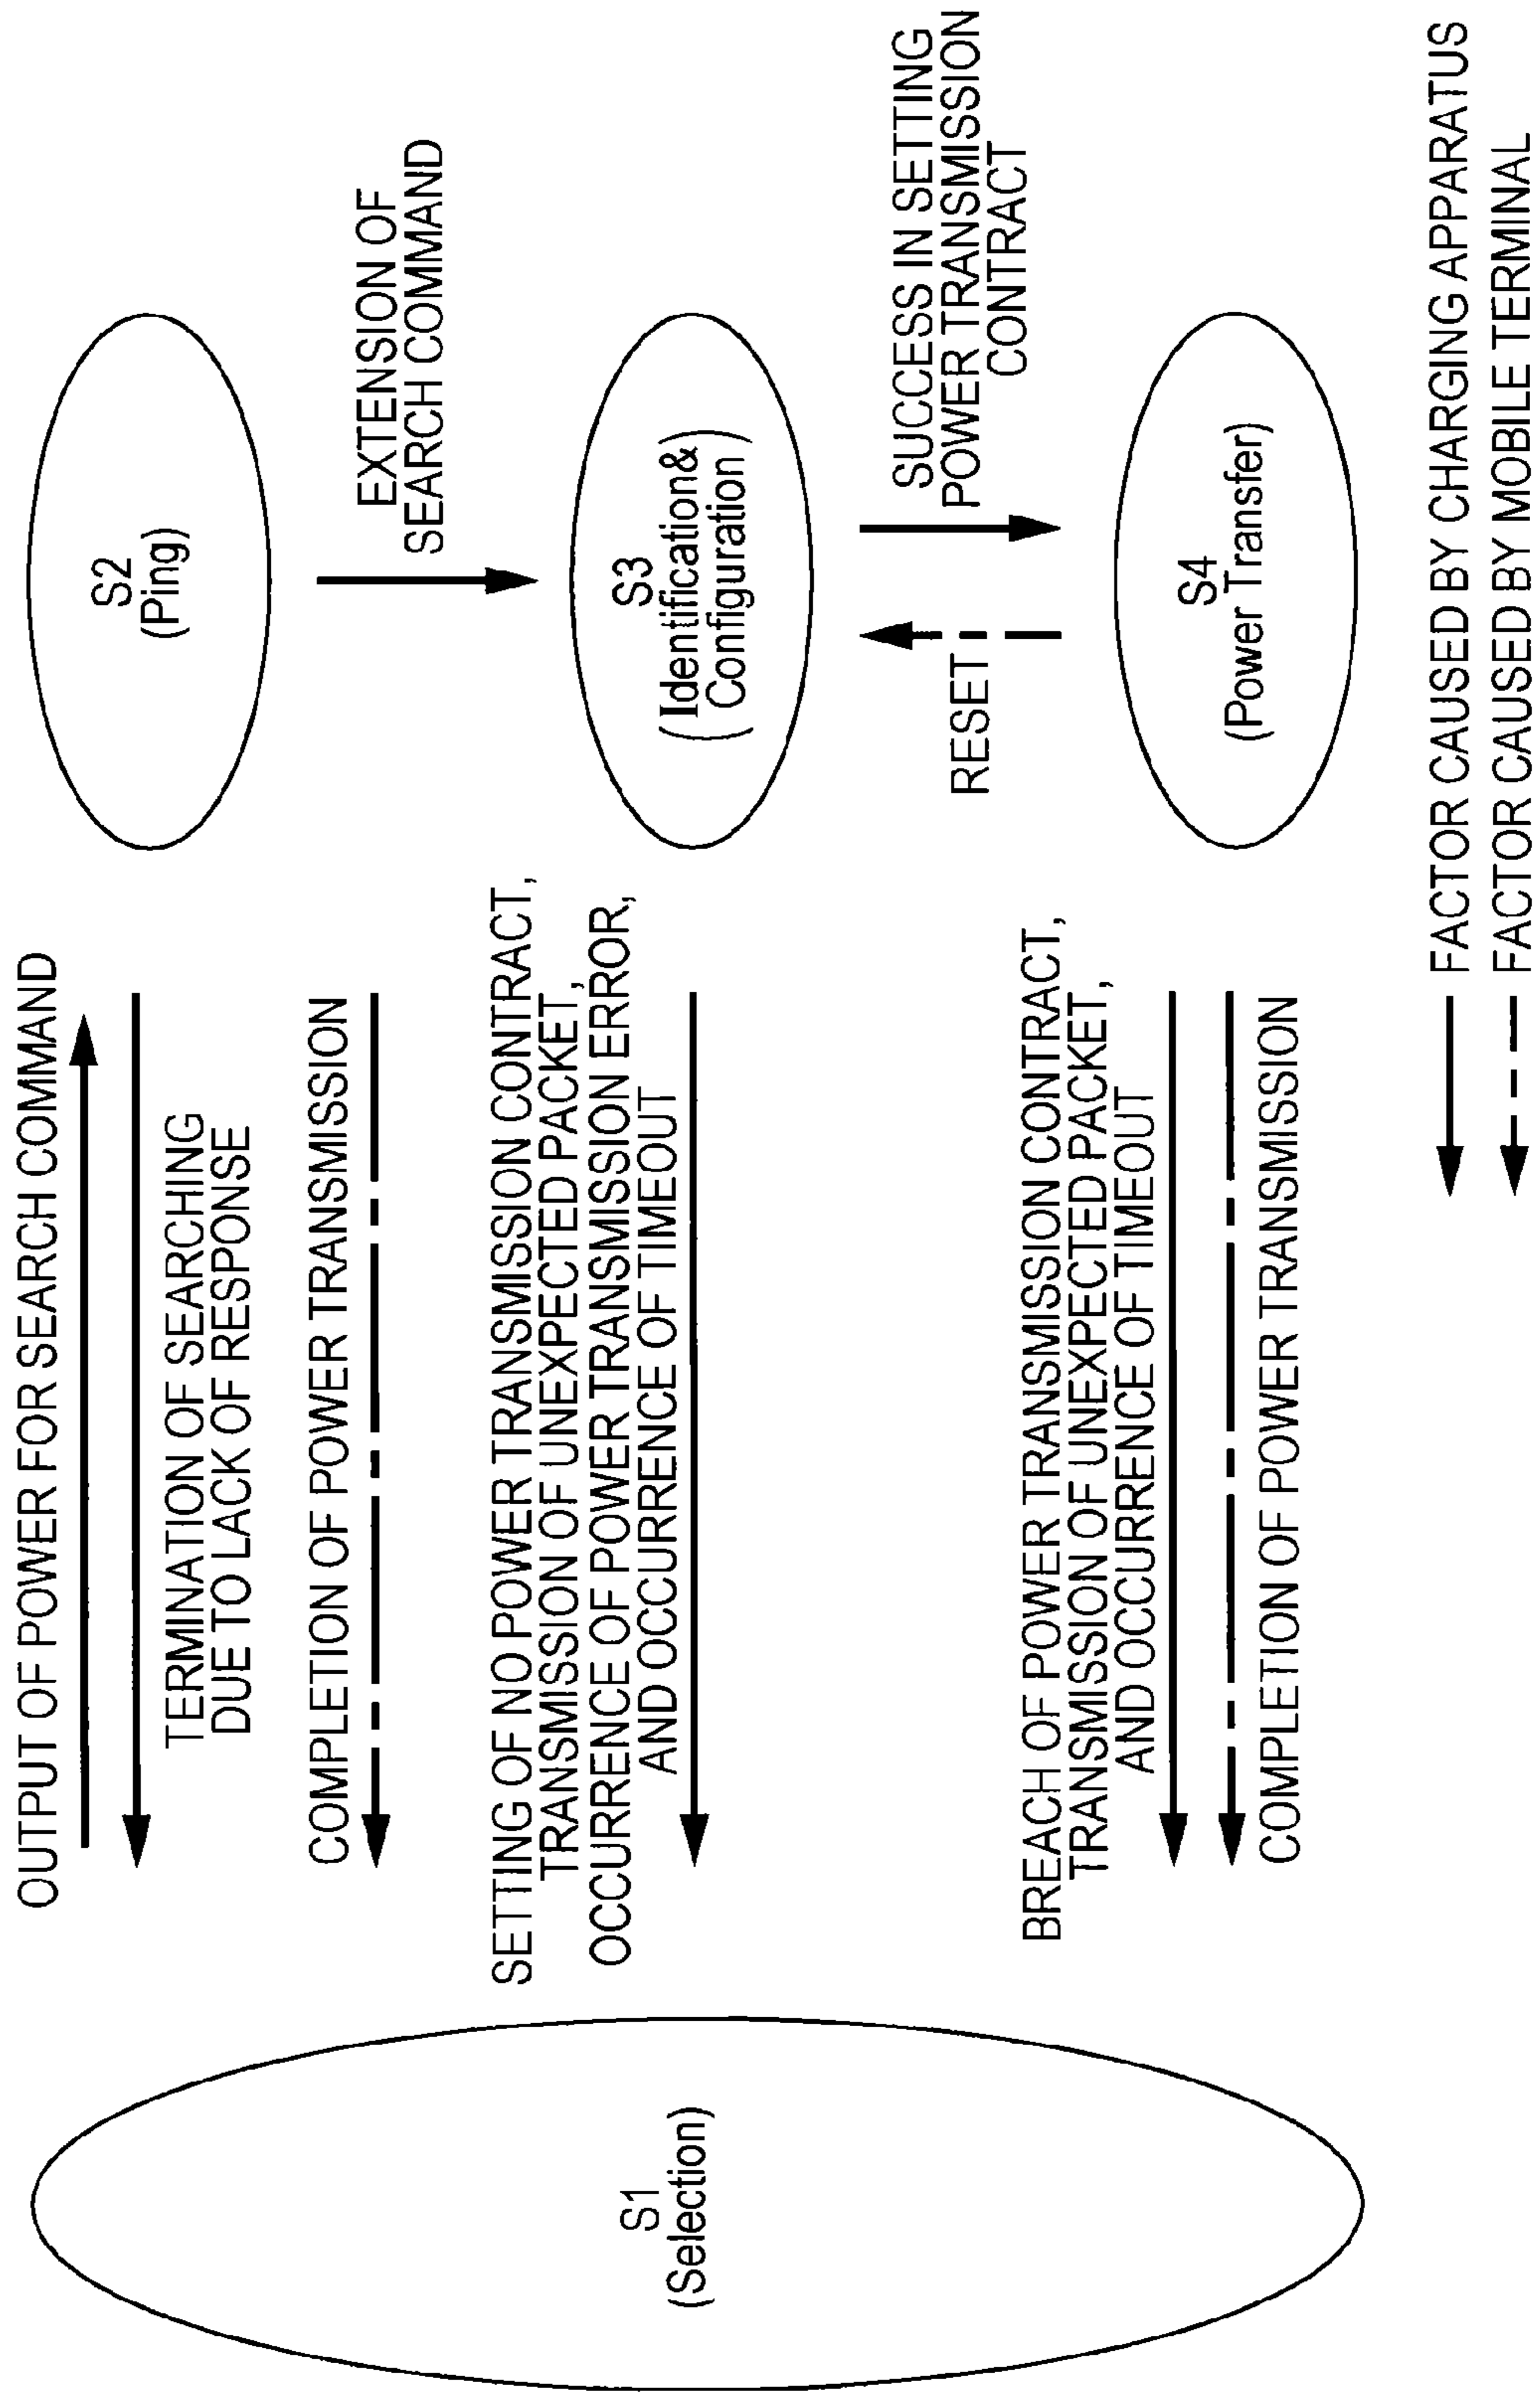 OUTPUT OF POWER FOR SEARCH COMMAND
TERMINATION OF SEARCHING
DUE TO LACK OF RESPONSE
COMPLETION OF POWER TRANSMISSION
S2
(Ping)
EXTENSION OF
SEARCH COMMAND
SETTING OF NO POWER TRANSMISSION CONTRACT,
TRANSMISSION OF UNEXPECTED PACKET,
OCCURRENCE OF POWER TRANSMISSION ERROR,
AND OCCURRENCE OF TIMEOUT
S1
(Selection)
S3
(Identification&
Configuration)
RESET
SUCCESS IN SETTING
POWER TRANSMISSION
CONTRACT
BREACH OF POWER TRANSMISSION CONTRACT,
TRANSMISSION OF UNEXPECTED PACKET,
AND OCCURRENCE OF TIMEOUT
COMPLETION OF POWER TRANSMISSION
S4
(Power Transfer)
FACTOR CAUSED BY CHARGING APPARATUS
FACTOR CAUSED BY MOBILE TERMINAL